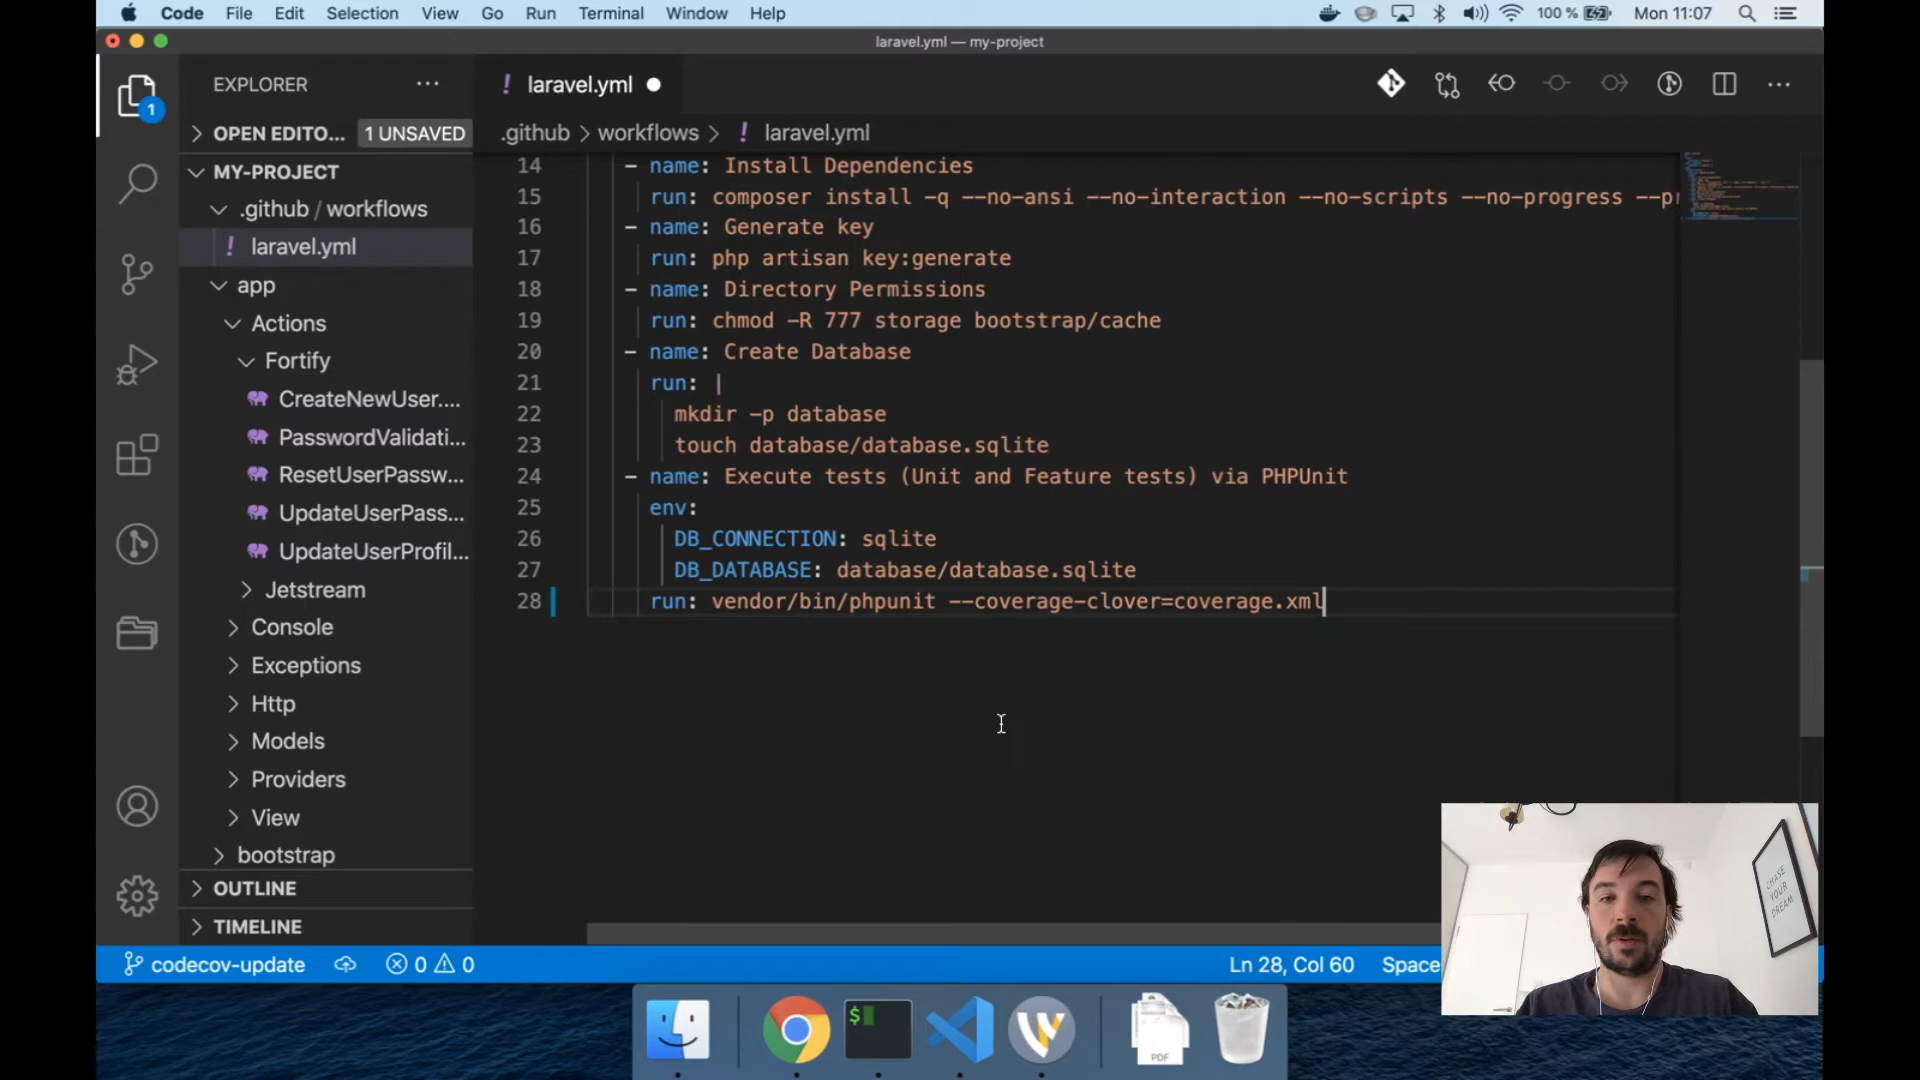 Code File Edit Selection View Go Run Terminal Window Help 100 % Mon 11:07
laravel.yml — my-project
EXPLORER
laravel.yml
OPEN EDITO... 1 UNSAVED
.github > workflows > ! laravel.yml
MY-PROJECT
.github / workflows
! laravel.yml
app
Actions
Fortify
CreateNewUser....
PasswordValidati...
ResetUserPassw...
UpdateUserPass...
UpdateUserProfil...
Jetstream
Console
Exceptions
Http
Models
Providers
View
bootstrap
OUTLINE
TIMELINE
14 - name: Install Dependencies
15 run: composer install -q --no-ansi --no-interaction --no-scripts --no-progress --pr
16 - name: Generate key
17 run: php artisan key:generate
18 - name: Directory Permissions
19 run: chmod -R 777 storage bootstrap/cache
20 - name: Create Database
21 run: |
22 mkdir -p database
23 touch database/database.sqlite
24 - name: Execute tests (Unit and Feature tests) via PHPUnit
25 env:
26 DB_CONNECTION: sqlite
27 DB_DATABASE: database/database.sqlite
28 run: vendor/bin/phpunit --coverage-clover=coverage.xml
codecov-update 0 0 Ln 28, Col 60 Space
CHASE
YOUR
DREAM
$
PDF
1